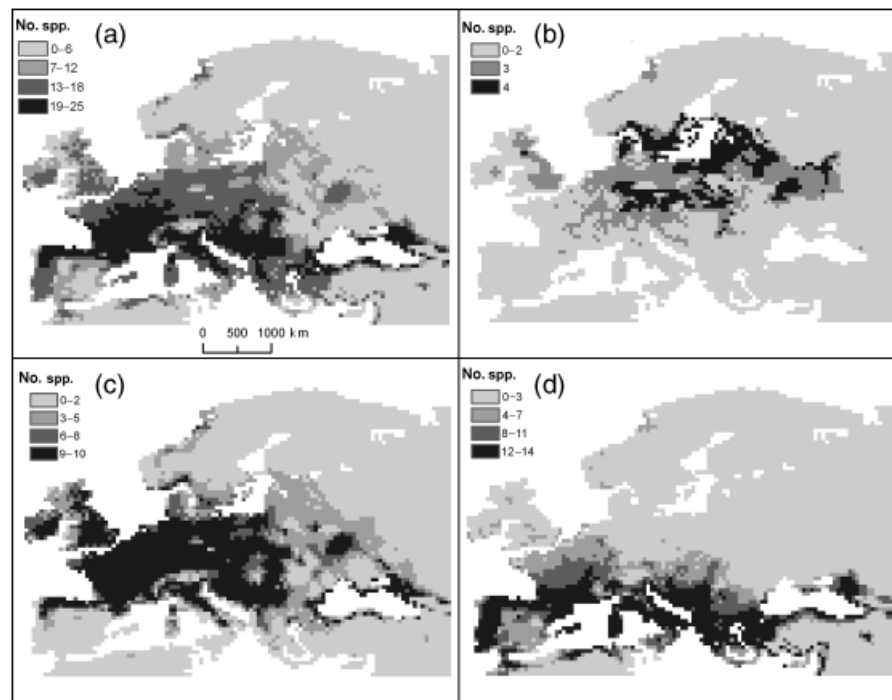 No. spp.
(a)
0–6
7–12
13–18
19–25
0 500 1000 km
No. spp.
(b)
0–2
3
4
No. spp.
(c)
0–2
3–5
6–8
9–10
No. spp.
(d)
0–3
4–7
8–11
12–14